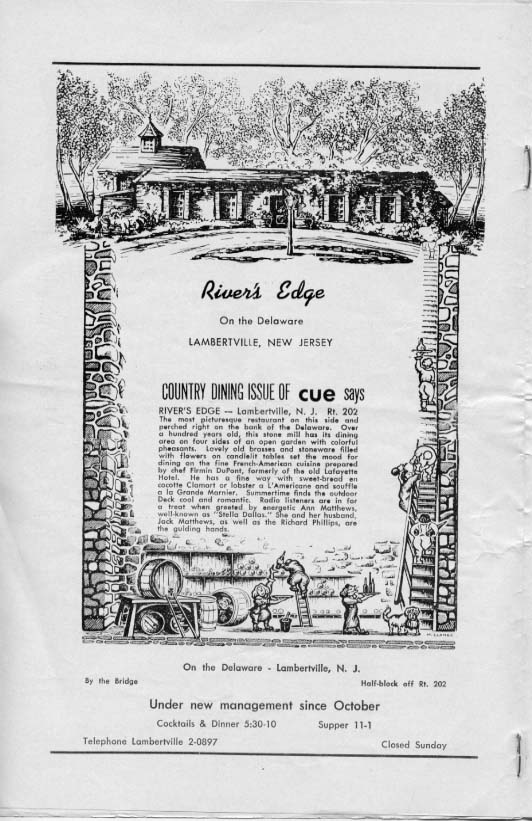 River's Edge
On the Delaware
LAMBERTVILLE, NEW JERSEY
COUNTRY DINING ISSUE OF cue says
RIVER'S EDGE — Lambertville, N. J. Rt. 202
The most picturesque restaurant on this side and
perched right on the bank of the Delaware. Over
a hundred years old, this stone mill has its dining
area on four sides of an open garden with colorful
pheasants. Lovely old brasses and stoneware filled
with flowers on candlelit tables set the mood for
dining on the fine French-American cuisine prepared
by chef Firmin DuPont, formerly of the old Lafayette
Hotel. He has a fine way with sweet-bread en
cocotte Clamart or lobster a L'Americane and souffle
a la Grande Marnier. Summertime finds the outdoor
Deck cool and romantic. Radio listeners are in for
a treat when greeted by energetic Ann Matthews,
well-known as "Stella Dallas." She and her husband,
Jack Matthews, as well as the Richard Phillips, are
the guiding hands.
On the Delaware - Lambertville, N. J.
By the Bridge Half-block off Rt. 202
Under new management since October
Cocktails & Dinner 5:30-10 Supper 11-1
Telephone Lambertville 2-0897 Closed Sunday